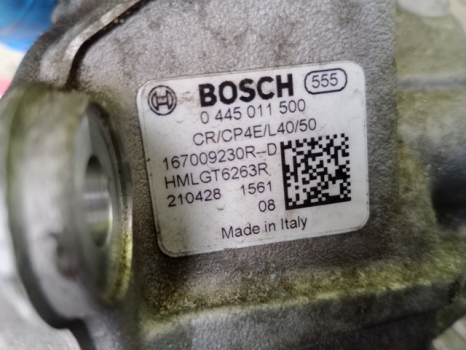 BOSCH 555
0 445 011 500
CR/CP4E/L40/50
167009230R--D
HMLGT6263R
210428 1561
08
Made in Italy